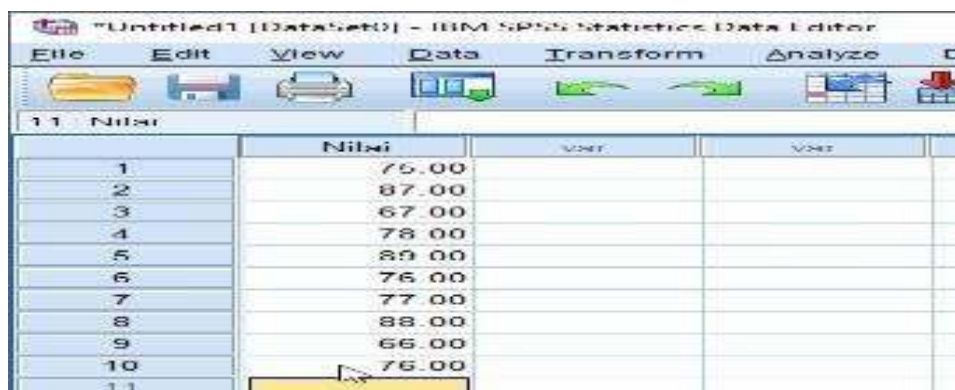 *Untitled1 [DataSet0] - IBM SPSS Statistics Data Editor
File Edit View Data Transform Analyze D
11 : Nilai
Nilai var var
1 75.00
2 87.00
3 67.00
4 78.00
5 89.00
6 76.00
7 77.00
8 88.00
9 66.00
10 76.00
11